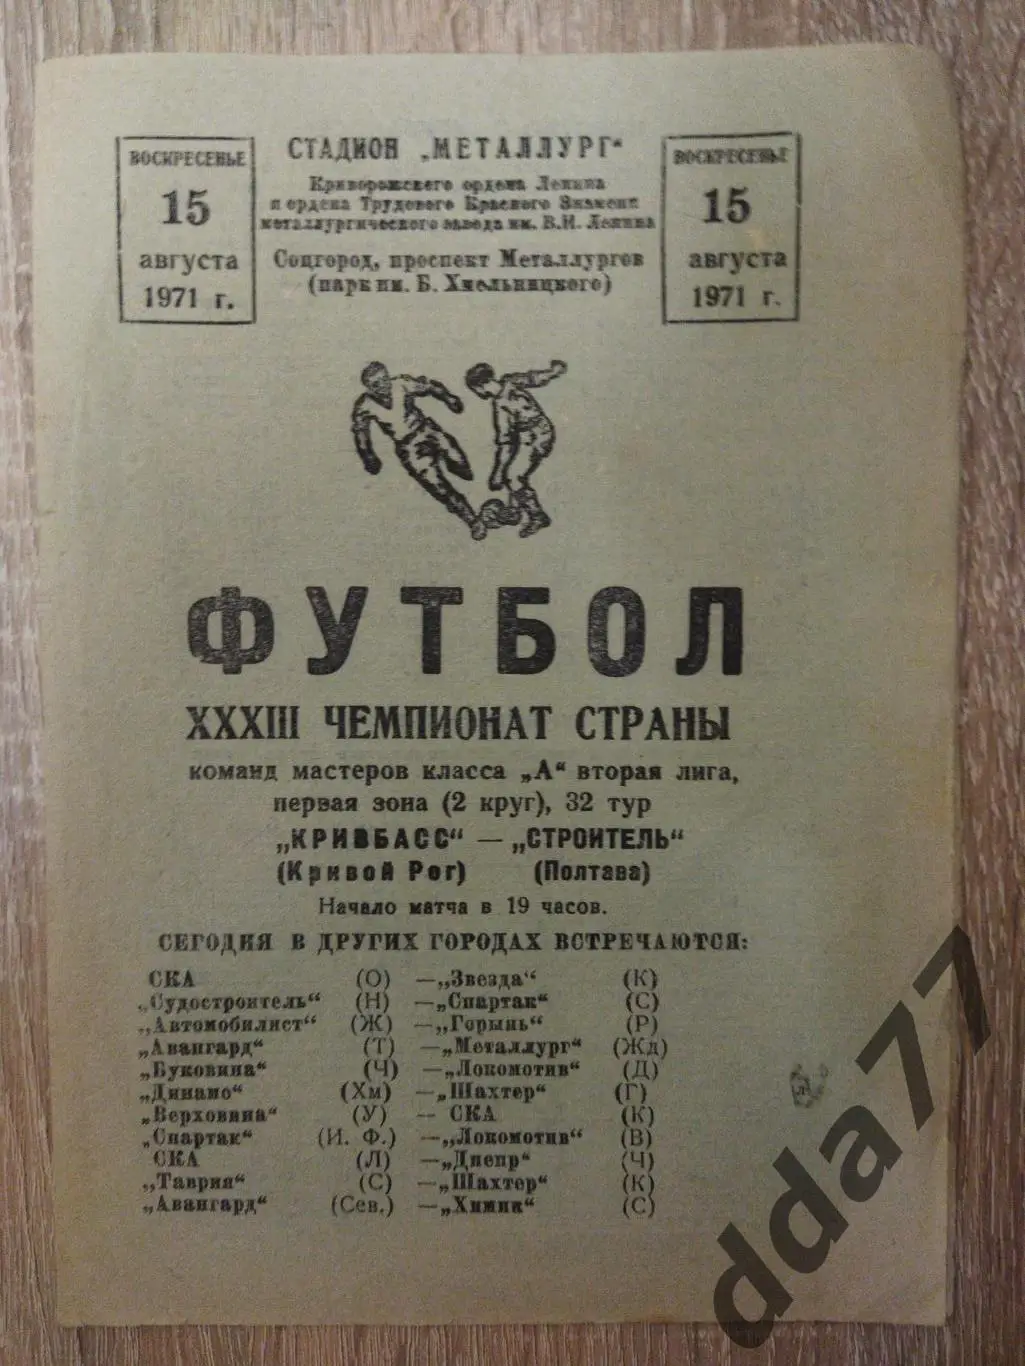 ВОСКРЕСЕНЬЕ
15
августа
1971 г.
СТАДИОН „МЕТАЛЛУРГ“
Криворожского ордена Ленина
и ордена Трудового Красного Знамени
металлургического завода им. В.И. Ленина
Соцгород, проспект Металлургов
(парк им. Б. Хмельницкого)
ВОСКРЕСЕНЬЕ
15
августа
1971 г.
ФУТБОЛ
XXXIII ЧЕМПИОНАТ СТРАНЫ
команд мастеров класса „А“ вторая лига,
первая зона (2 круг), 32 тур
„КРИВБАСС“ — „СТРОИТЕЛЬ“
(Кривой Рог) (Полтава)
Начало матча в 19 часов.
СЕГОДНЯ В ДРУГИХ ГОРОДАХ ВСТРЕЧАЮТСЯ:
СКА (О) —„Звезда“ (К)
„Судостроитель“ (Н) —„Спартак“ (С)
„Автомобилист“ (Ж) —„Горынь“ (Р)
„Авангард“ (Т) —„Металлург“ (Жд)
„Буковина“ (Ч) —„Локомотив“ (Д)
„Динамо“ (Хм) —„Шахтер“ (Г)
„Верховина“ (У) — СКА (К)
„Спартак“ (И. Ф.) —„Локомотив“ (В)
СКА (Л) —„Днепр“ (Ч)
„Таврия“ (С) —„Шахтер“ (К)
„Авангард“ (Сев.) —„Химик“ (С)
dda77